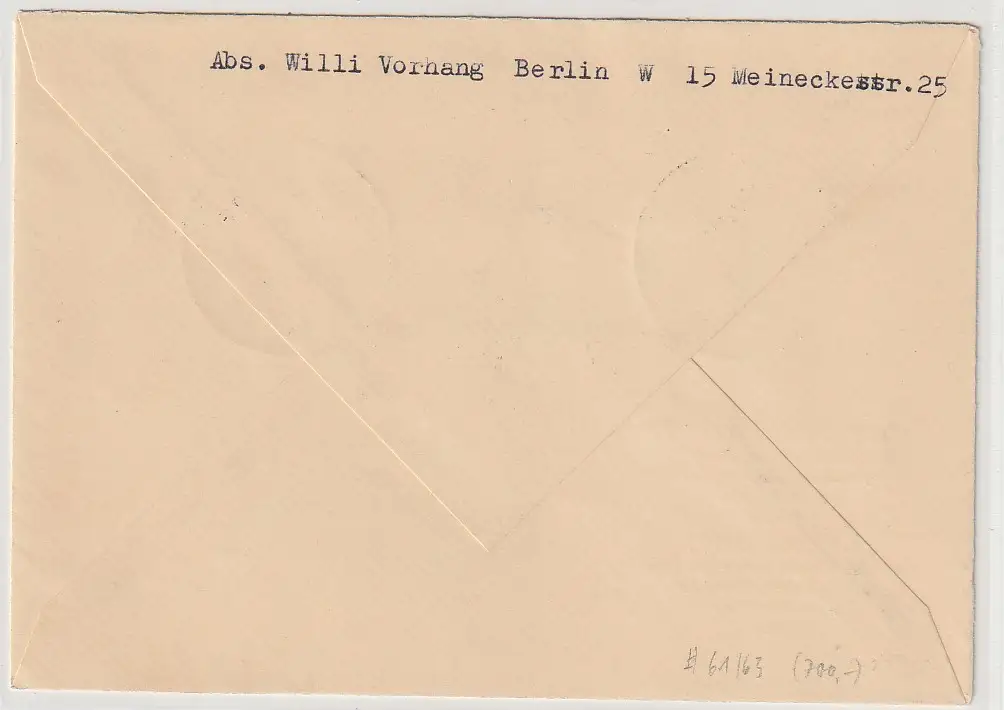 Abs. Willi Vorhang Berlin W 15 Meineckestr.25
# 61/63 (700,-)